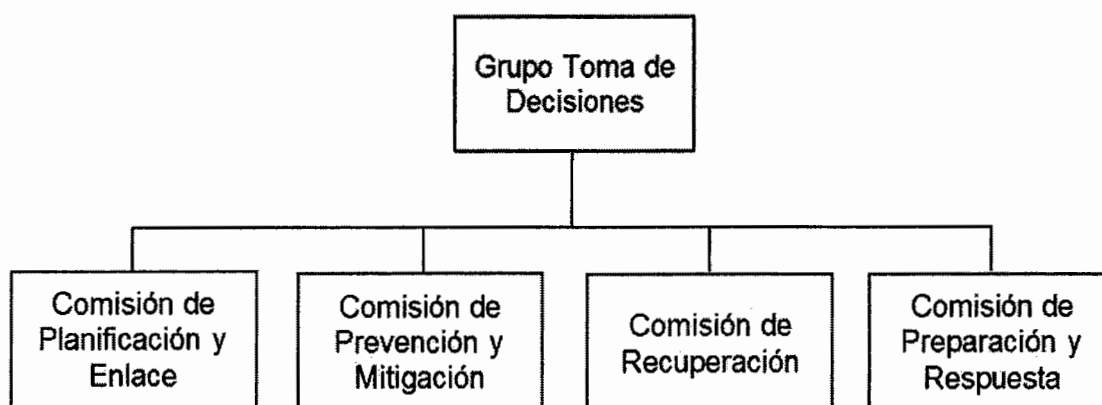 Grupo Toma de
Decisiones
Comisión de
Planificación y
Enlace
Comisión de
Prevención y
Mitigación
Comisión de
Recuperación
Comisión de
Preparación y
Respuesta